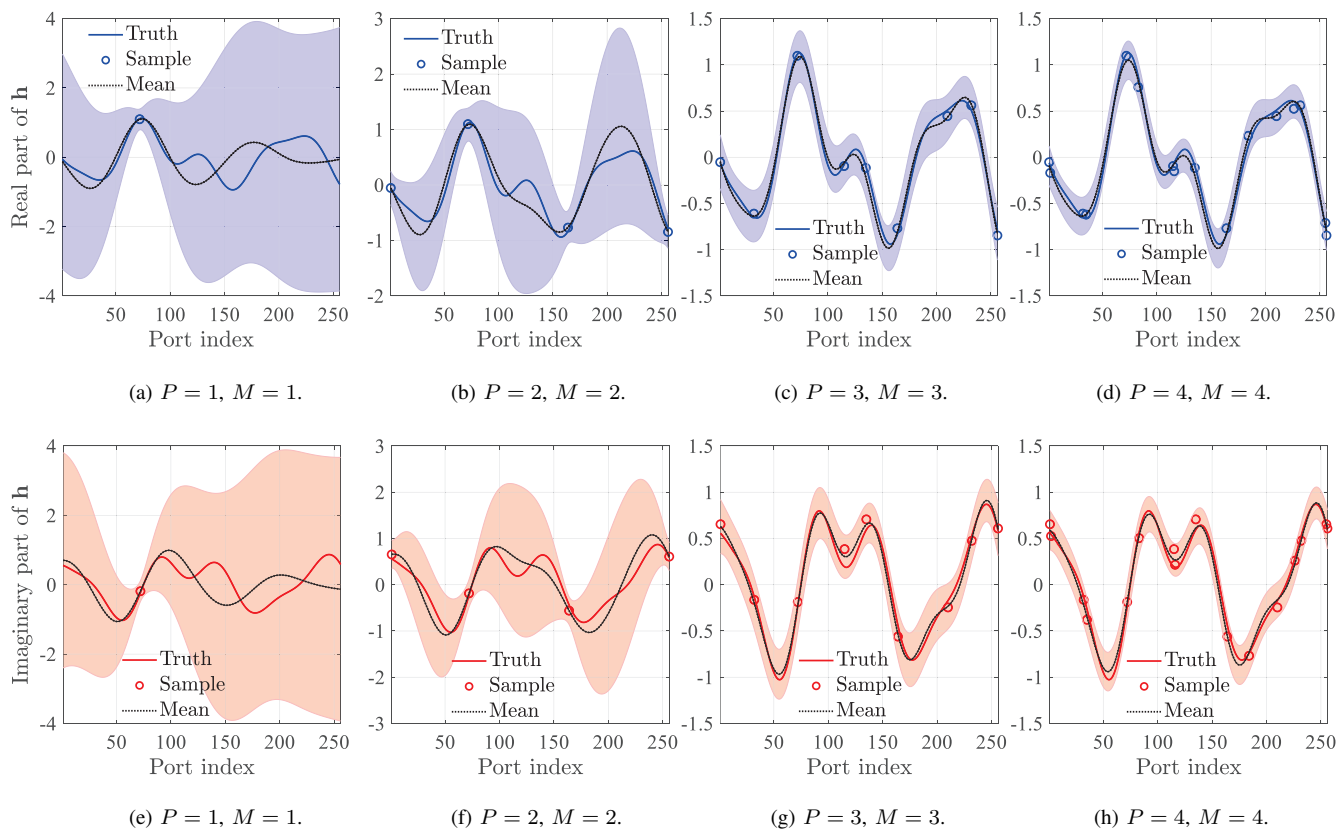 Real part of h
4
2
0
-2
-4
Truth
Sample
Mean
50 100 150 200 250
Port index
(a) P = 1, M = 1.
3
2
1
0
-1
-2
Truth
Sample
Mean
50 100 150 200 250
Port index
(b) P = 2, M = 2.
1.5
1
0.5
0
-0.5
-1
-1.5
Truth
Sample
Mean
50 100 150 200 250
Port index
(c) P = 3, M = 3.
1.5
1
0.5
0
-0.5
-1
-1.5
Truth
Sample
Mean
50 100 150 200 250
Port index
(d) P = 4, M = 4.
Imaginary part of h
4
2
0
-2
-4
Truth
Sample
Mean
50 100 150 200 250
Port index
(e) P = 1, M = 1.
3
2
1
0
-1
-2
-3
Truth
Sample
Mean
50 100 150 200 250
Port index
(f) P = 2, M = 2.
1.5
1
0.5
0
-0.5
-1
-1.5
Truth
Sample
Mean
50 100 150 200 250
Port index
(g) P = 3, M = 3.
1.5
1
0.5
0
-0.5
-1
-1.5
Truth
Sample
Mean
50 100 150 200 250
Port index
(h) P = 4, M = 4.